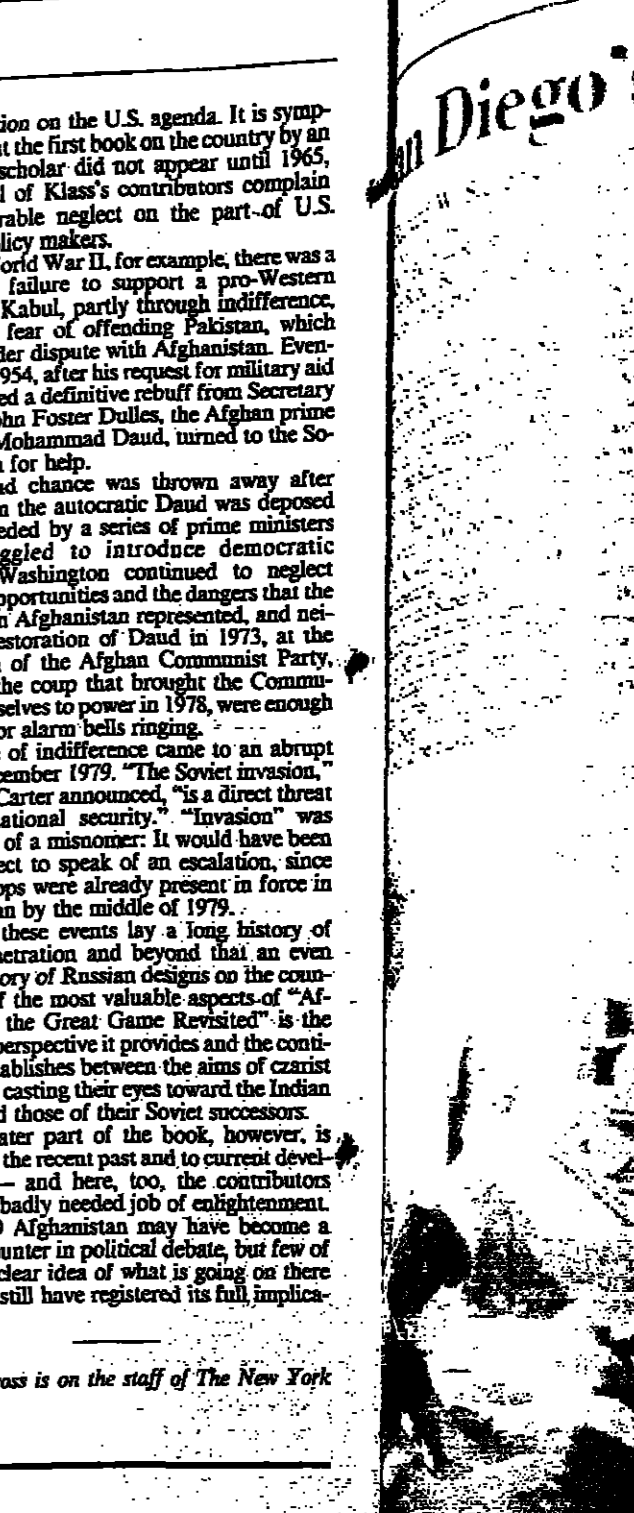 tion on the U.S. agenda. It is symp-
at the first book on the country by an
scholar did not appear until 1965,
l of Klass's contributors complain
rable neglect on the part of U.S.
licy makers.
orld War II, for example, there was a
failure to support a pro-Western
Kabul, partly through indifference,
fear of offending Pakistan, which
der dispute with Afghanistan. Even-
954, after his request for military aid
ed a definitive rebuff from Secretary
ohn Foster Dulles, the Afghan prime
Mohammad Daud, turned to the So-
n for help.
nd chance was thrown away after
n the autocratic Daud was deposed
eded by a series of prime ministers
ggled to introduce democratic
Washington continued to neglect
pportunities and the dangers that the
n Afghanistan represented, and nei-
estoration of Daud in 1973, at the
of the Afghan Communist Party,
the coup that brought the Commu-
selves to power in 1978, were enough
or alarm bells ringing.
e of indifference came to an abrupt
cember 1979. "The Soviet invasion,"
Carter announced, "is a direct threat
ational security." "Invasion" was
of a misnomer: It would have been
ect to speak of an escalation, since
ops were already present in force in
an by the middle of 1979.
these events lay a long history of
netration and beyond that an even
ory of Russian designs on the coun-
f the most valuable aspects of "Af-
the Great Game Revisited" is the
perspective it provides and the conti-
ablishes between the aims of czarist
casting their eyes toward the Indian
d those of their Soviet successors.
ater part of the book, however, is
the recent past and to current devel-
— and here, too, the contributors
badly needed job of enlightenment.
Afghanistan may have become a
unter in political debate, but few of
clear idea of what is going on there
still have registered its full implica-
oss is on the staff of The New York
an Diego's